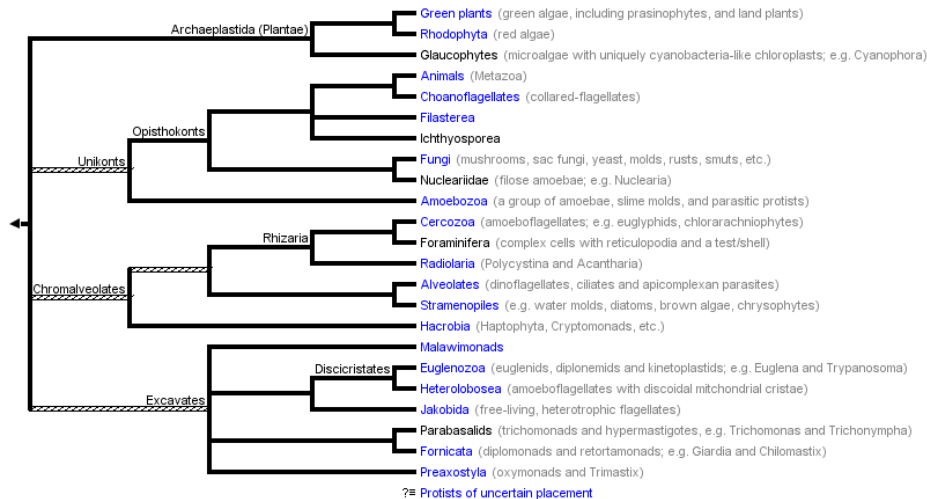 Archaeplastida (Plantae)
Green plants (green algae, including prasinophytes, and land plants)
Rhodophyta (red algae)
Glaucophytes (microalgae with uniquely cyanobacteria-like chloroplasts; e.g. Cyanophora)
Animals (Metazoa)
Choanoflagellates (collared-flagellates)
Filasterea
Opisthokonts
Ichthyosporea
Unikonts
Fungi (mushrooms, sac fungi, yeast, molds, rusts, smuts, etc.)
Nucleariidae (filose amoebae; e.g. Nuclearia)
Amoebozoa (a group of amoebae, slime molds, and parasitic protists)
Cercozoa (amoeboflagellates; e.g. euglyphids, chlorarachniophytes)
Rhizaria
Foraminifera (complex cells with reticulopodia and a test/shell)
Radiolaria (Polycystina and Acantharia)
Chromalveolates
Alveolates (dinoflagellates, ciliates and apicomplexan parasites)
Stramenopiles (e.g. water molds, diatoms, brown algae, chrysophytes)
Hacrobia (Haptophyta, Cryptomonads, etc.)
Malawimonads
Discicristates
Euglenozoa (euglenids, diplonemids and kinetoplastids; e.g. Euglena and Trypanosoma)
Heterolobosea (amoeboflagellates with discoidal mitchondrial cristae)
Excavates
Jakobida (free-living, heterotrophic flagellates)
Parabasalids (trichomonads and hypermastigotes, e.g. Trichomonas and Trichonympha)
Fornicata (diplomonads and retortamonads; e.g. Giardia and Chilomastix)
Preaxostyla (oxymonads and Trimastix)
?≡ Protists of uncertain placement